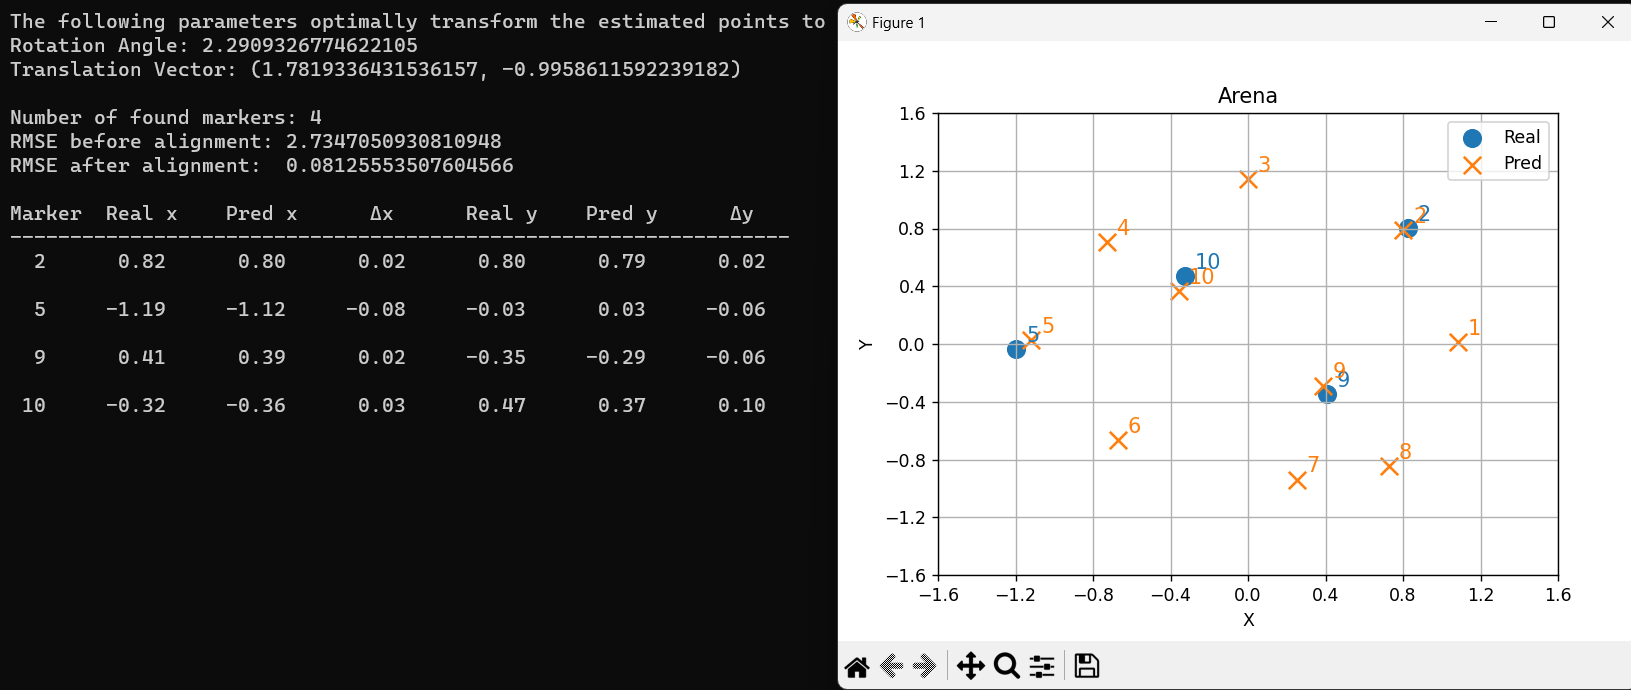 The following parameters optimally transform the estimated points to
Rotation Angle: 2.2909326774622105
Translation Vector: (1.7819336431536157, -0.9958611592239182)
Number of found markers: 4
RMSE before alignment: 2.7347050930810948
RMSE after alignment:  0.08125553507604566
Marker  Real x    Pred x      Δx      Real y    Pred y      Δy
-----------------------------------------------------------------
2      0.82      0.80      0.02      0.80      0.79      0.02
5     -1.19     -1.12     -0.08     -0.03      0.03     -0.06
9      0.41      0.39      0.02     -0.35     -0.29     -0.06
10     -0.32     -0.36      0.03      0.47      0.37      0.10
Figure 1
Arena
Real
Pred
1.6
1.2
0.8
0.4
0.0
−0.4
−0.8
−1.2
−1.6
Y
3
4
2
2
10
10
5
5
1
9
9
6
7
8
−1.6 −1.2 −0.8 −0.4 0.0 0.4 0.8 1.2 1.6
X